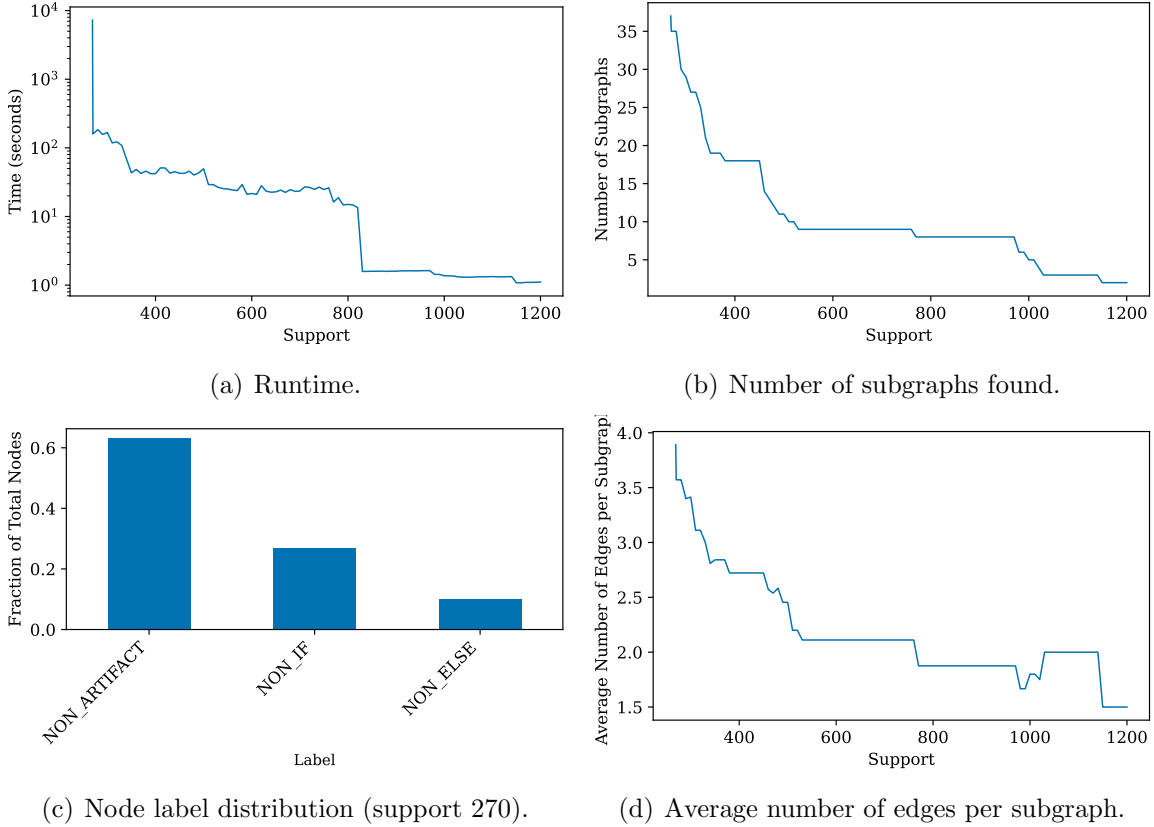 10^4
10^3
10^2
10^1
10^0
Time (seconds)
400 600 800 1000 1200
Support
(a) Runtime.
35
30
25
20
15
10
5
Number of Subgraphs
400 600 800 1000 1200
Support
(b) Number of subgraphs found.
0.6
0.4
0.2
0.0
Fraction of Total Nodes
NON_ARTIFACT
NON_IF
NON_ELSE
Label
(c) Node label distribution (support 270).
4.0
3.5
3.0
2.5
2.0
1.5
Average Number of Edges per Subgrap
400 600 800 1000 1200
Support
(d) Average number of edges per subgraph.